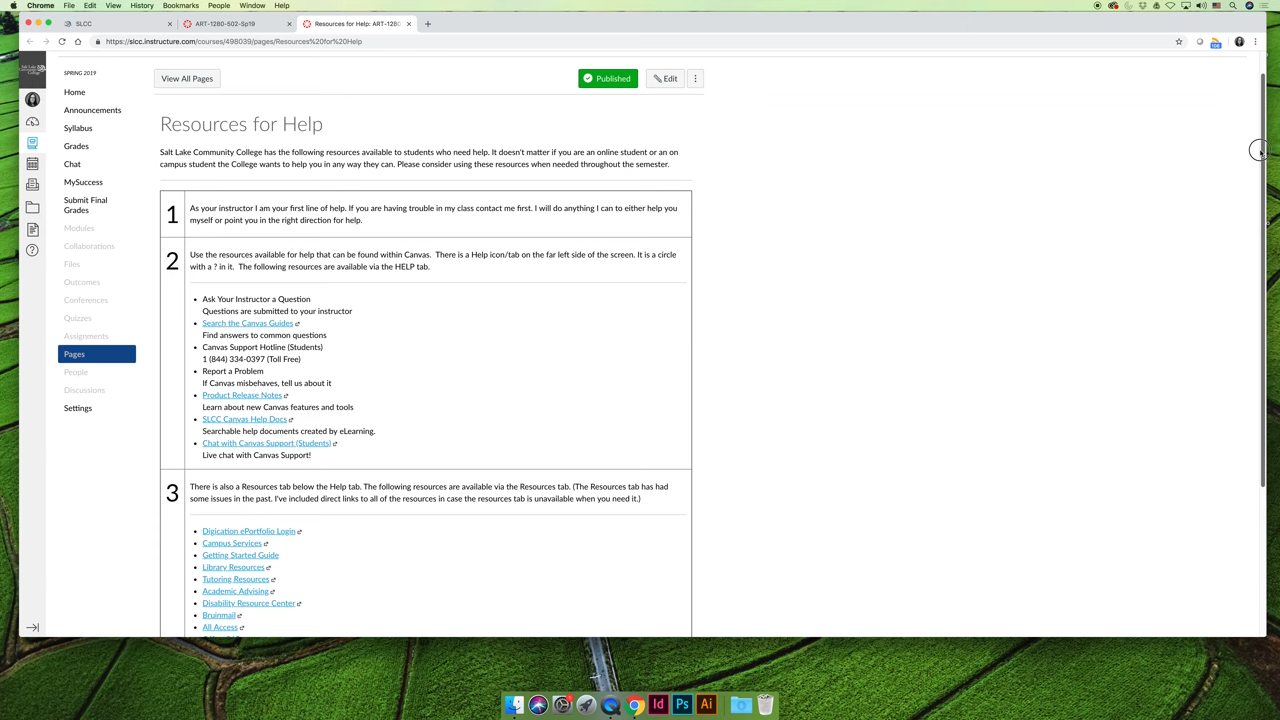 Chrome File Edit View History Bookmarks People Window Help
SLCC × ART-1280-502-Sp19 × Resources for Help: ART-1280 × +
https://slcc.instructure.com/courses/498039/pages/Resources%20for%20Help
Salt Lake
Community
College
SPRING 2019
View All Pages
Published
Edit
Home
Announcements
Syllabus
Grades
Chat
MySuccess
Submit Final
Grades
Modules
Collaborations
Files
Outcomes
Conferences
Quizzes
Assignments
Pages
People
Discussions
Settings
Resources for Help
Salt Lake Community College has the following resources available to students who need help. It doesn't matter if you are an online student or an on
campus student the College wants to help you in any way they can. Please consider using these resources when needed throughout the semester.
1
As your instructor I am your first line of help. If you are having trouble in my class contact me first. I will do anything I can to either help you
myself or point you in the right direction for help.
2
Use the resources available for help that can be found within Canvas. There is a Help icon/tab on the far left side of the screen. It is a circle
with a ? in it. The following resources are available via the HELP tab.
• Ask Your Instructor a Question
Questions are submitted to your instructor
• Search the Canvas Guides
Find answers to common questions
• Canvas Support Hotline (Students)
1 (844) 334-0397 (Toll Free)
• Report a Problem
If Canvas misbehaves, tell us about it
• Product Release Notes
Learn about new Canvas features and tools
• SLCC Canvas Help Docs
Searchable help documents created by eLearning.
• Chat with Canvas Support (Students)
Live chat with Canvas Support!
3
There is also a Resources tab below the Help tab. The following resources are available via the Resources tab. (The Resources tab has had
some issues in the past. I've included direct links to all of the resources in case the resources tab is unavailable when you need it.)
• Digication ePortfolio Login
• Campus Services
• Getting Started Guide
• Library Resources
• Tutoring Resources
• Academic Advising
• Disability Resource Center
• Bruinmail
• All Access
Id Ps Ai